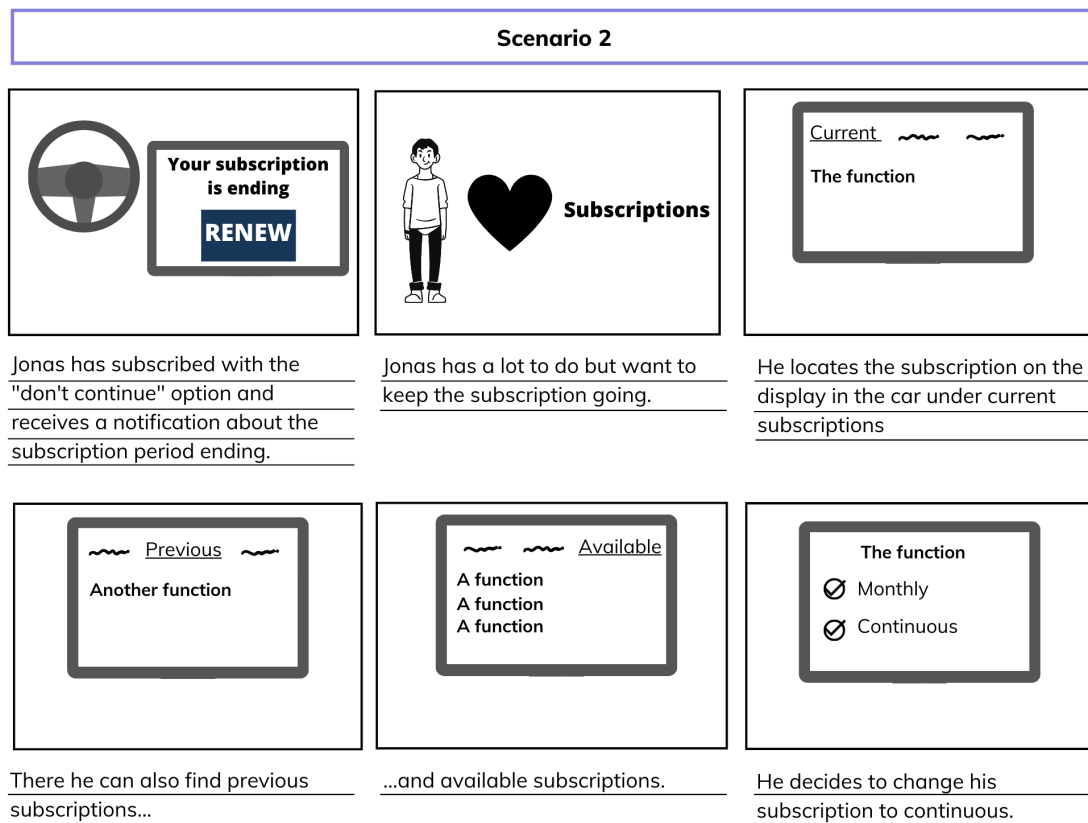 Scenario 2
Your subscription
is ending
RENEW
Jonas has subscribed with the
"don't continue" option and
receives a notification about the
subscription period ending.
Subscriptions
Jonas has a lot to do but want to
keep the subscription going.
Current
The function
He locates the subscription on the
display in the car under current
subscriptions
Previous
Another function
There he can also find previous
subscriptions...
Available
A function
A function
A function
...and available subscriptions.
The function
Monthly
Continuous
He decides to change his
subscription to continuous.